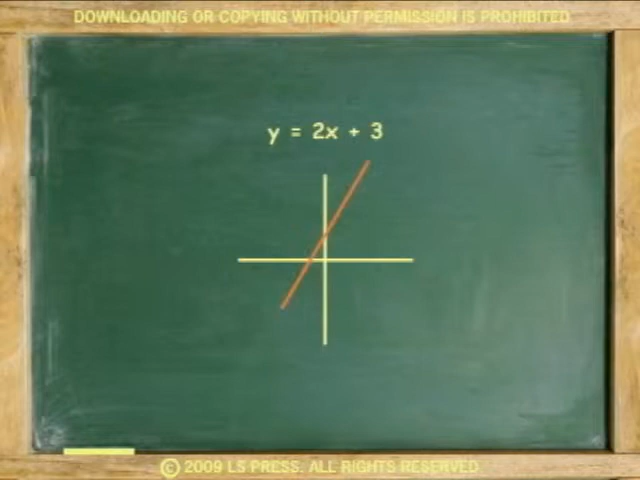 DOWNLOADING OR COPYING WITHOUT PERMISSION IS PROHIBITED
y = 2x + 3
© 2009 LS PRESS. ALL RIGHTS RESERVED